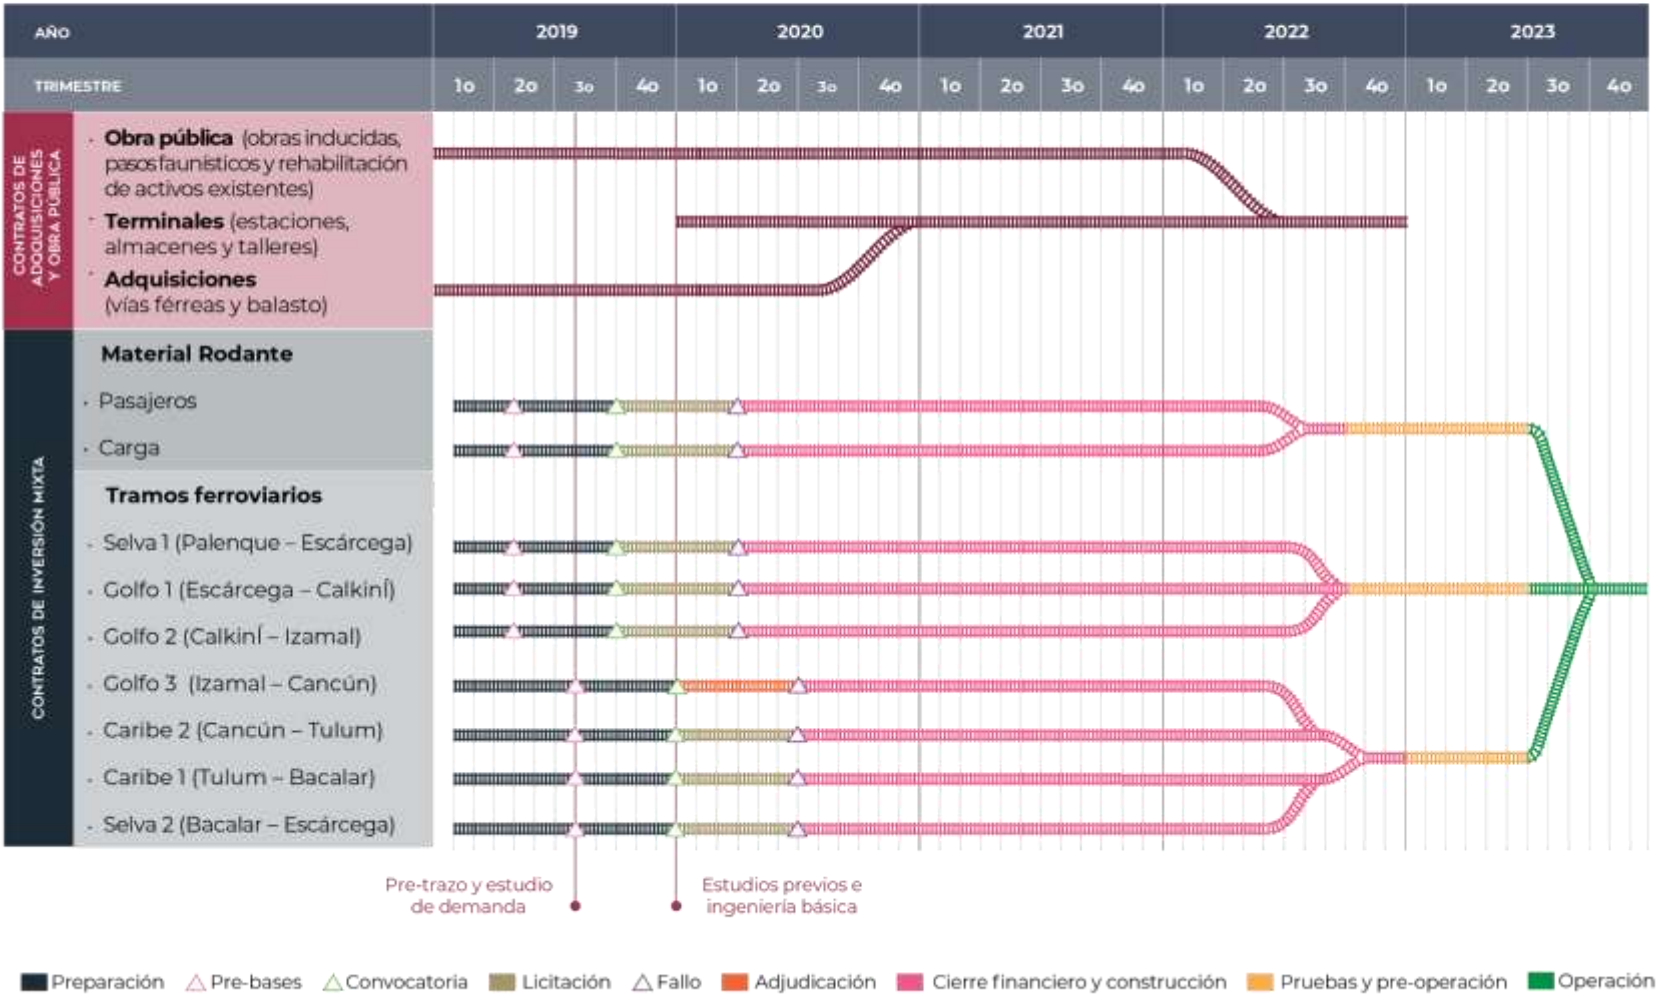 AÑO 2019 2020 2021 2022 2023
TRIMESTRE 1o 2o 3o 4o 1o 2o 3o 4o 1o 2o 3o 4o 1o 2o 3o 4o 1o 2o 3o 4o
CONTRATOS DE
ADQUISICIONES
Y OBRA PÚBLICA
· Obra pública (obras inducidas,
pasos faunísticos y rehabilitación
de activos existentes)
· Terminales (estaciones,
almacenes y talleres)
· Adquisiciones
(vías férreas y balasto)
CONTRATOS DE INVERSIÓN MIXTA
Material Rodante
· Pasajeros
· Carga
Tramos ferroviarios
· Selva 1 (Palenque – Escárcega)
· Golfo 1 (Escárcega – CalkinÍ)
· Golfo 2 (CalkinÍ – Izamal)
· Golfo 3 (Izamal – Cancún)
· Caribe 2 (Cancún – Tulum)
· Caribe 1 (Tulum – Bacalar)
· Selva 2 (Bacalar – Escárcega)
Pre-trazo y estudio
de demanda
Estudios previos e
ingeniería básica
Preparación Pre-bases Convocatoria Licitación Fallo Adjudicación Cierre financiero y construcción Pruebas y pre-operación Operación